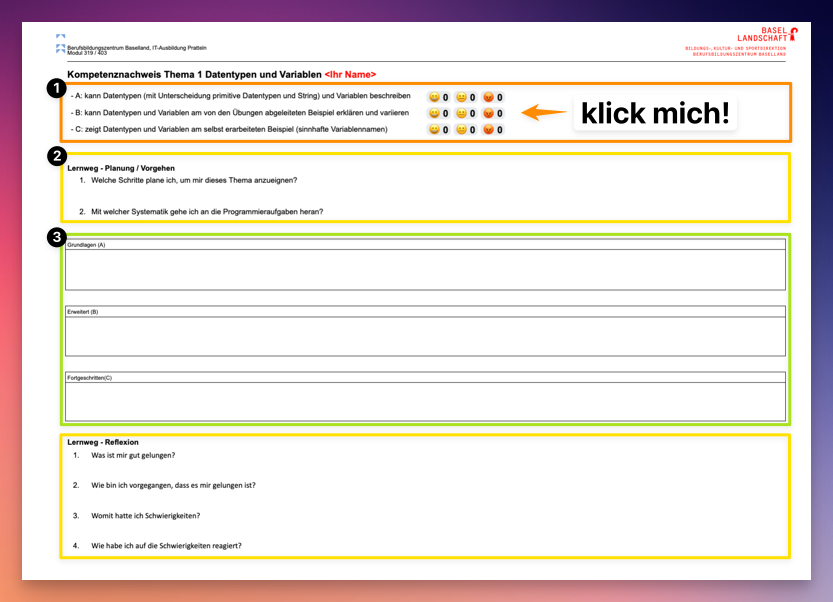 BASEL
LANDSCHAFT
BILDUNGS-, KULTUR- UND SPORTDIREKTION
BERUFSBILDUNGSZENTRUM BASELLAND
Berufsbildungszentrum Baselland, IT-Ausbildung Pratteln
Modul 319 / 403
Kompetenznachweis Thema 1 Datentypen und Variablen <Ihr Name>
1
- A: kann Datentypen (mit Unterscheidung primitive Datentypen und String) und Variablen beschreiben 0 0 0
- B: kann Datentypen und Variablen am von den Übungen abgeleiteten Beispiel erklären und variieren 0 0 0
- C: zeigt Datentypen und Variablen am selbst erarbeiteten Beispiel (sinnhafte Variablennamen) 0 0 0
klick mich!
2
Lernweg - Planung / Vorgehen
1. Welche Schritte plane ich, um mir dieses Thema anzueignen?
2. Mit welcher Systematik gehe ich an die Programmieraufgaben heran?
3
Grundlagen (A)
Erweitert (B)
Fortgeschritten(C)
Lernweg - Reflexion
1. Was ist mir gut gelungen?
2. Wie bin ich vorgegangen, dass es mir gelungen ist?
3. Womit hatte ich Schwierigkeiten?
4. Wie habe ich auf die Schwierigkeiten reagiert?